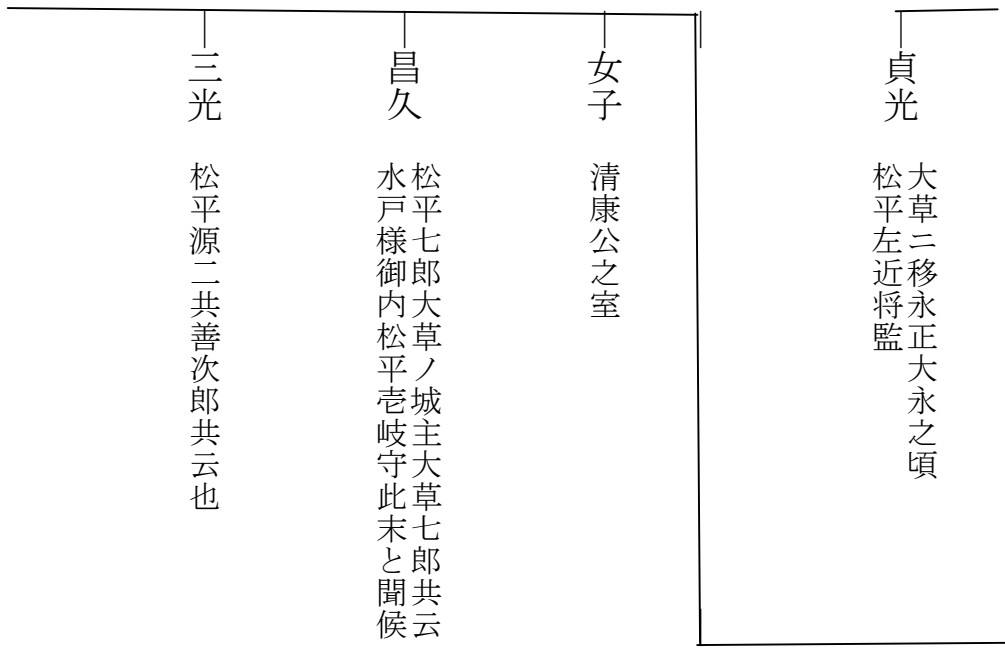 貞光
大草ニ移永正大永之頃
松平左近将監
女子
清康公之室
昌久
松平七郎大草ノ城主大草七郎共云
水戸様御内松平壱岐守此末と聞候
三光
松平源二共善次郎共云也